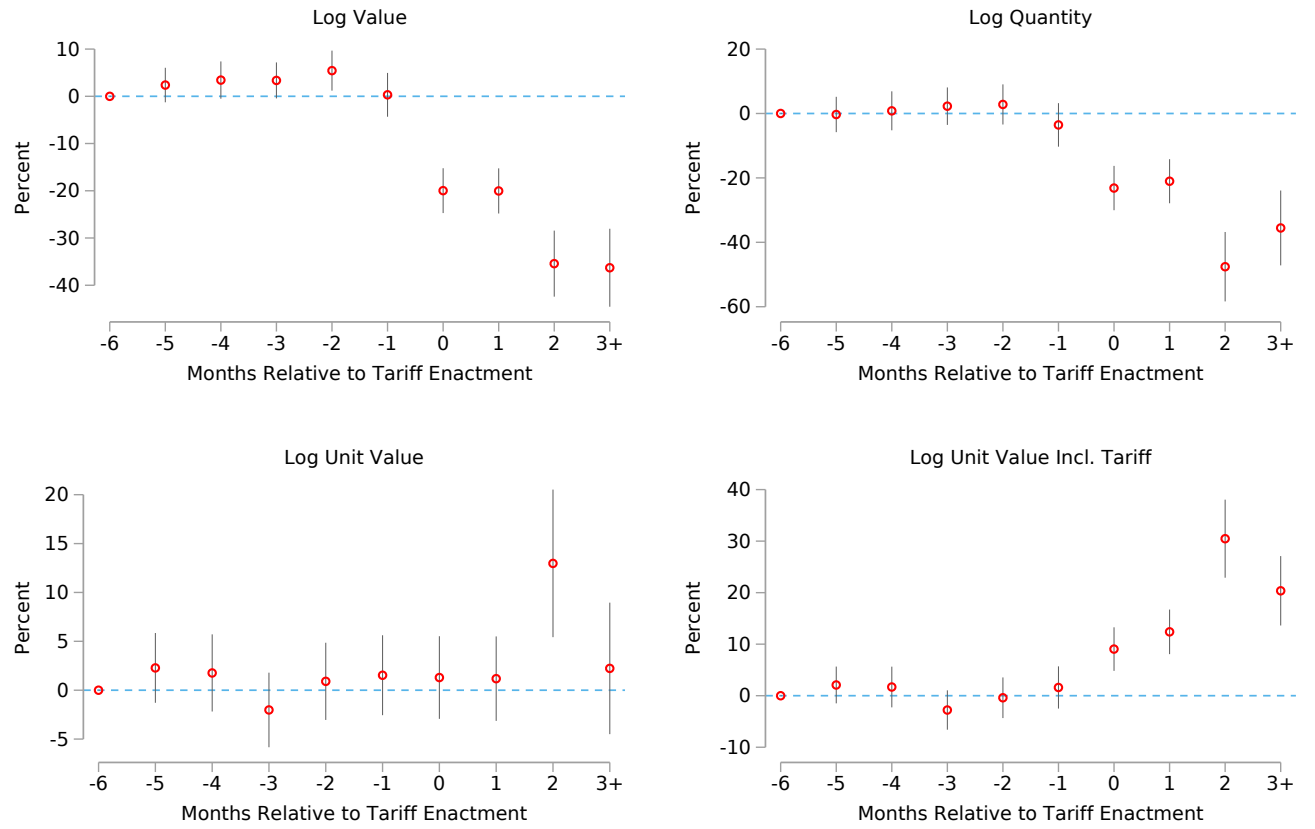 Log Value
10
0
-10
-20
-30
-40
Percent
-6 -5 -4 -3 -2 -1 0 1 2 3+
Months Relative to Tariff Enactment
Log Quantity
20
0
-20
-40
-60
Percent
-6 -5 -4 -3 -2 -1 0 1 2 3+
Months Relative to Tariff Enactment
Log Unit Value
20
15
10
5
0
-5
Percent
-6 -5 -4 -3 -2 -1 0 1 2 3+
Months Relative to Tariff Enactment
Log Unit Value Incl. Tariff
40
30
20
10
0
-10
Percent
-6 -5 -4 -3 -2 -1 0 1 2 3+
Months Relative to Tariff Enactment